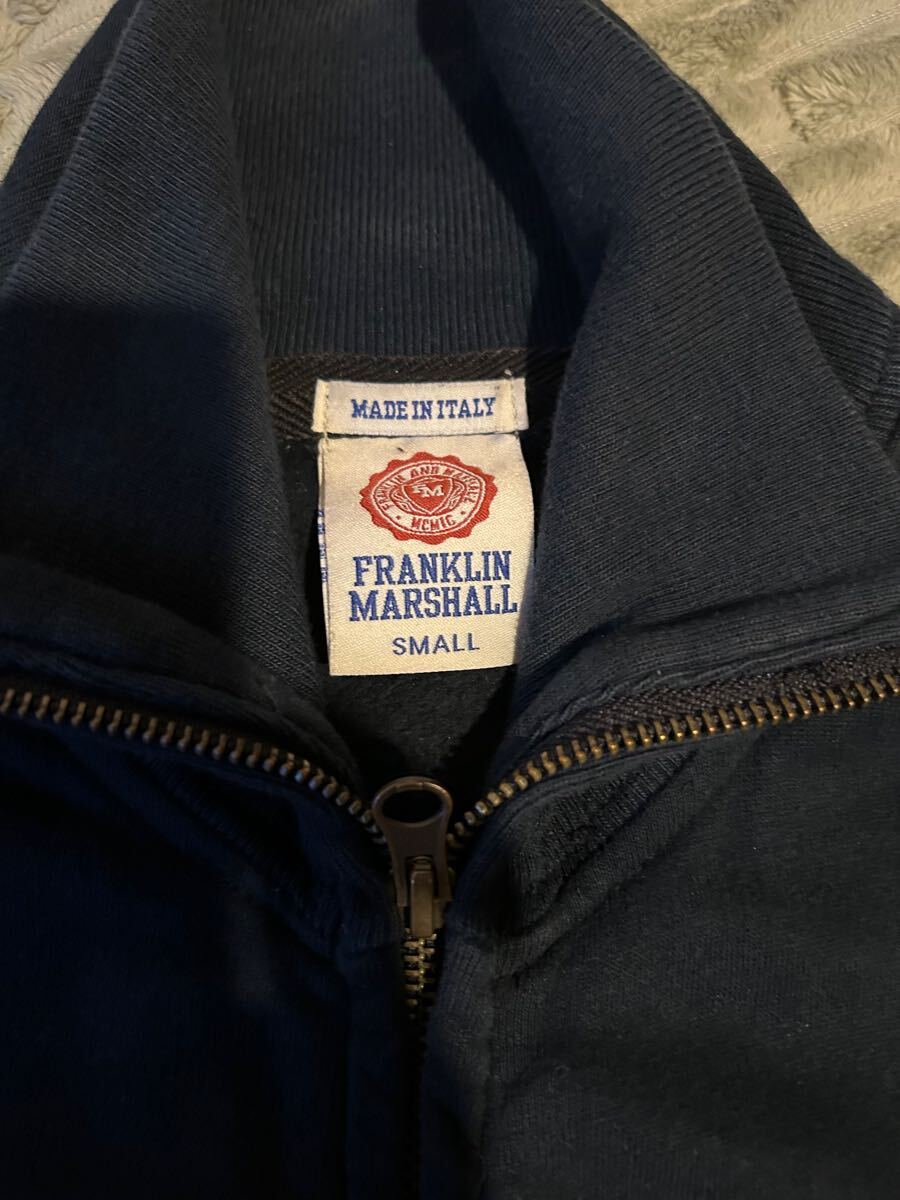 MADE IN ITALY
FRANKLIN AND MARSHALL
FM
MCMIC
FRANKLIN
MARSHALL
SMALL